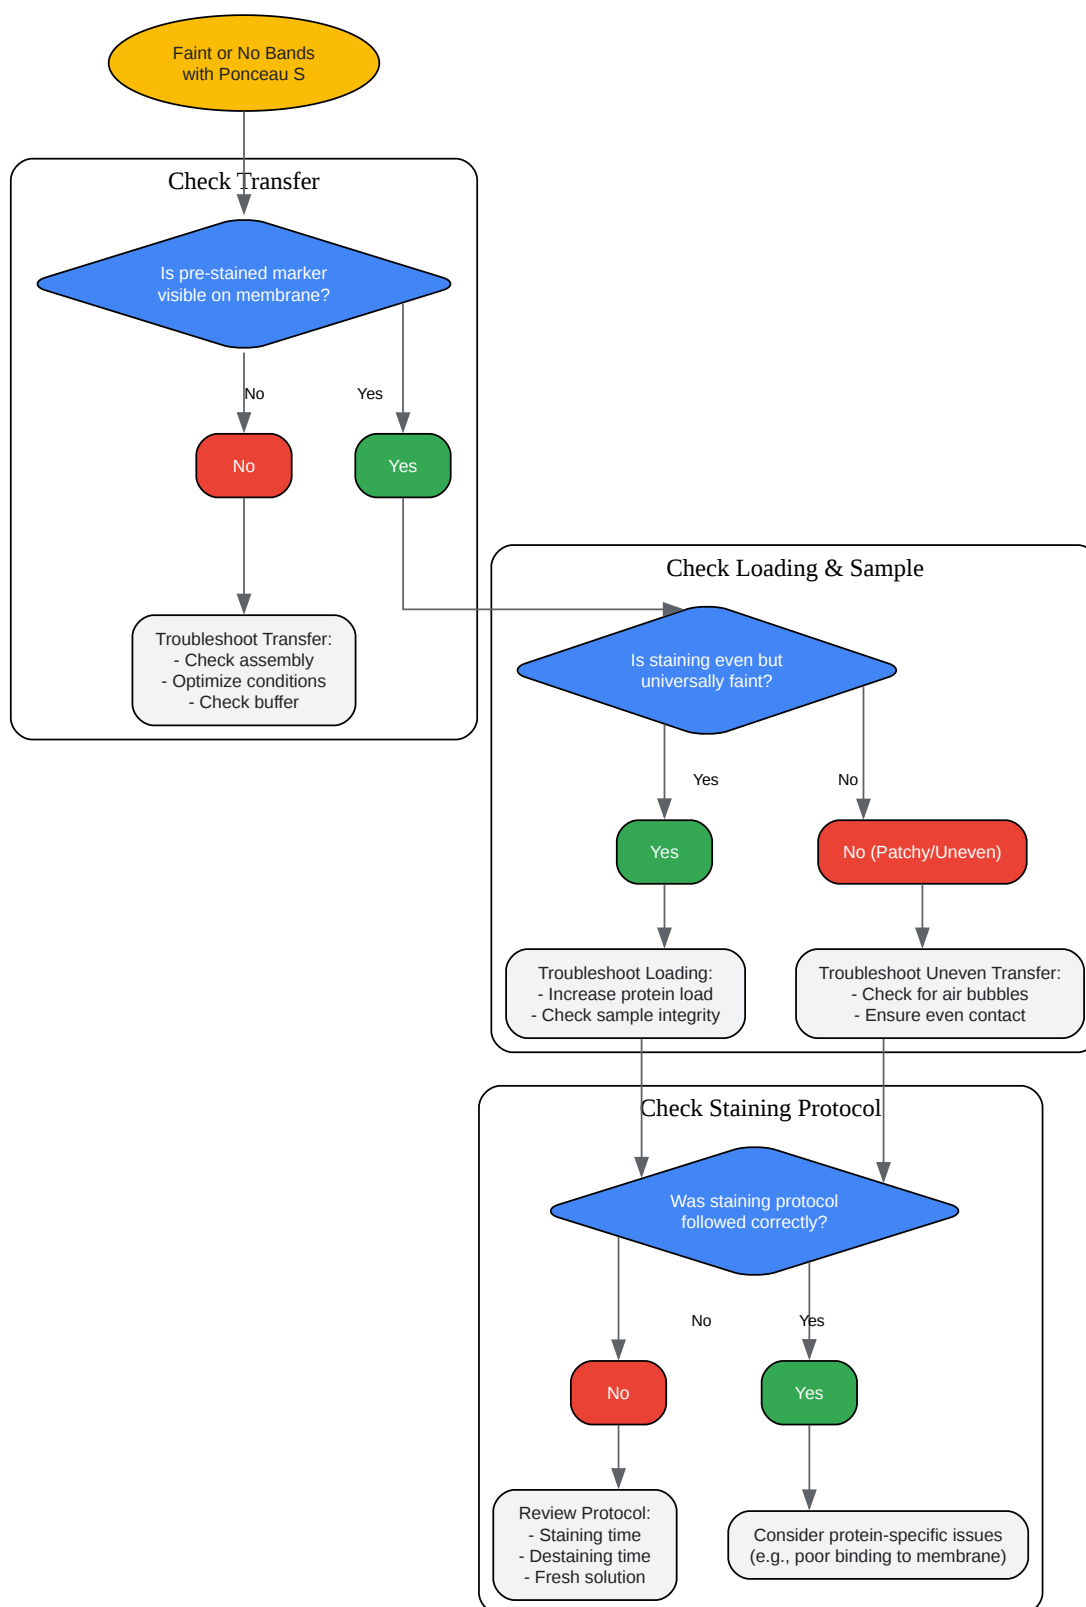 Faint or No Bands
with Ponceau S
Check Transfer
Is pre-stained marker
visible on membrane?
No
Yes
No
Yes
Troubleshoot Transfer:
- Check assembly
- Optimize conditions
- Check buffer
Check Loading & Sample
Is staining even but
universally faint?
Yes
No
Yes
No (Patchy/Uneven)
Troubleshoot Loading:
- Increase protein load
- Check sample integrity
Troubleshoot Uneven Transfer:
- Check for air bubbles
- Ensure even contact
Check Staining Protocol
Was staining protocol
followed correctly?
No
Yes
No
Yes
Review Protocol:
- Staining time
- Destaining time
- Fresh solution
Consider protein-specific issues
(e.g., poor binding to membrane)